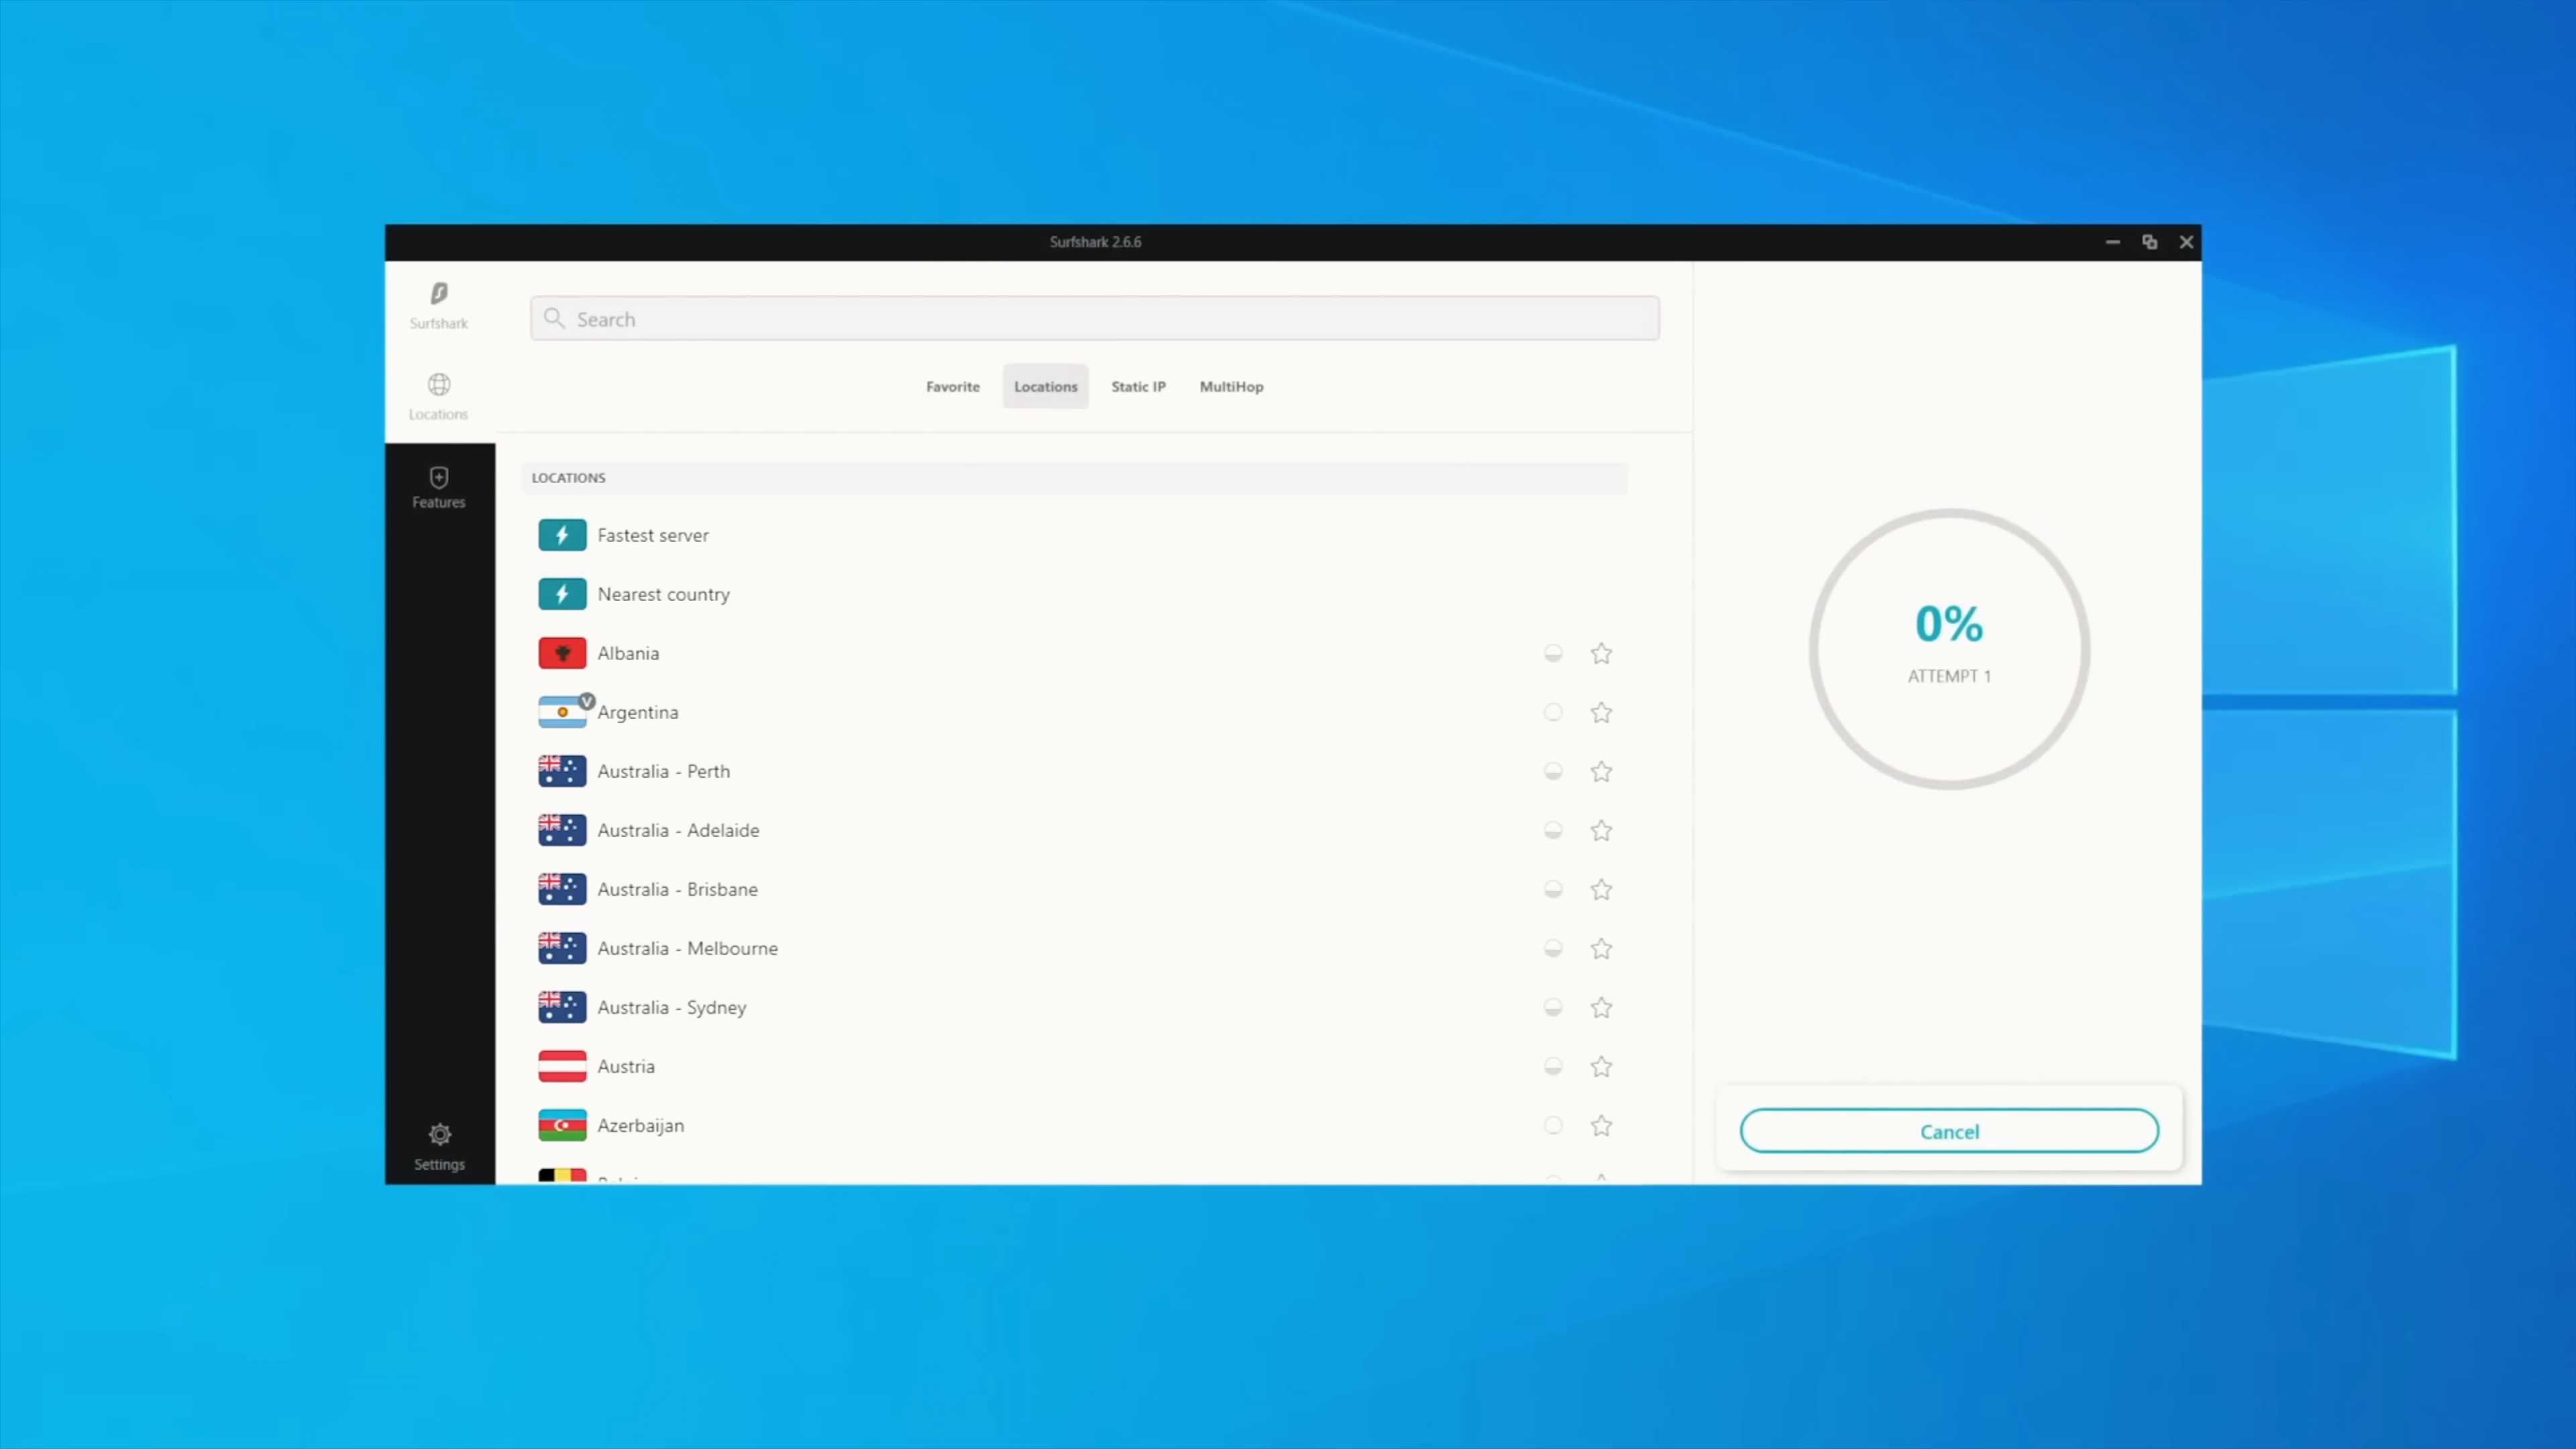 Surfshark 2.6.6
Surfshark
Search
Locations
Favorite Locations Static IP MultiHop
Features
LOCATIONS
Fastest server
Nearest country
Albania
V
Argentina
Australia - Perth
Australia - Adelaide
Australia - Brisbane
Australia - Melbourne
Australia - Sydney
Austria
Azerbaijan
Settings
0%
ATTEMPT 1
Cancel